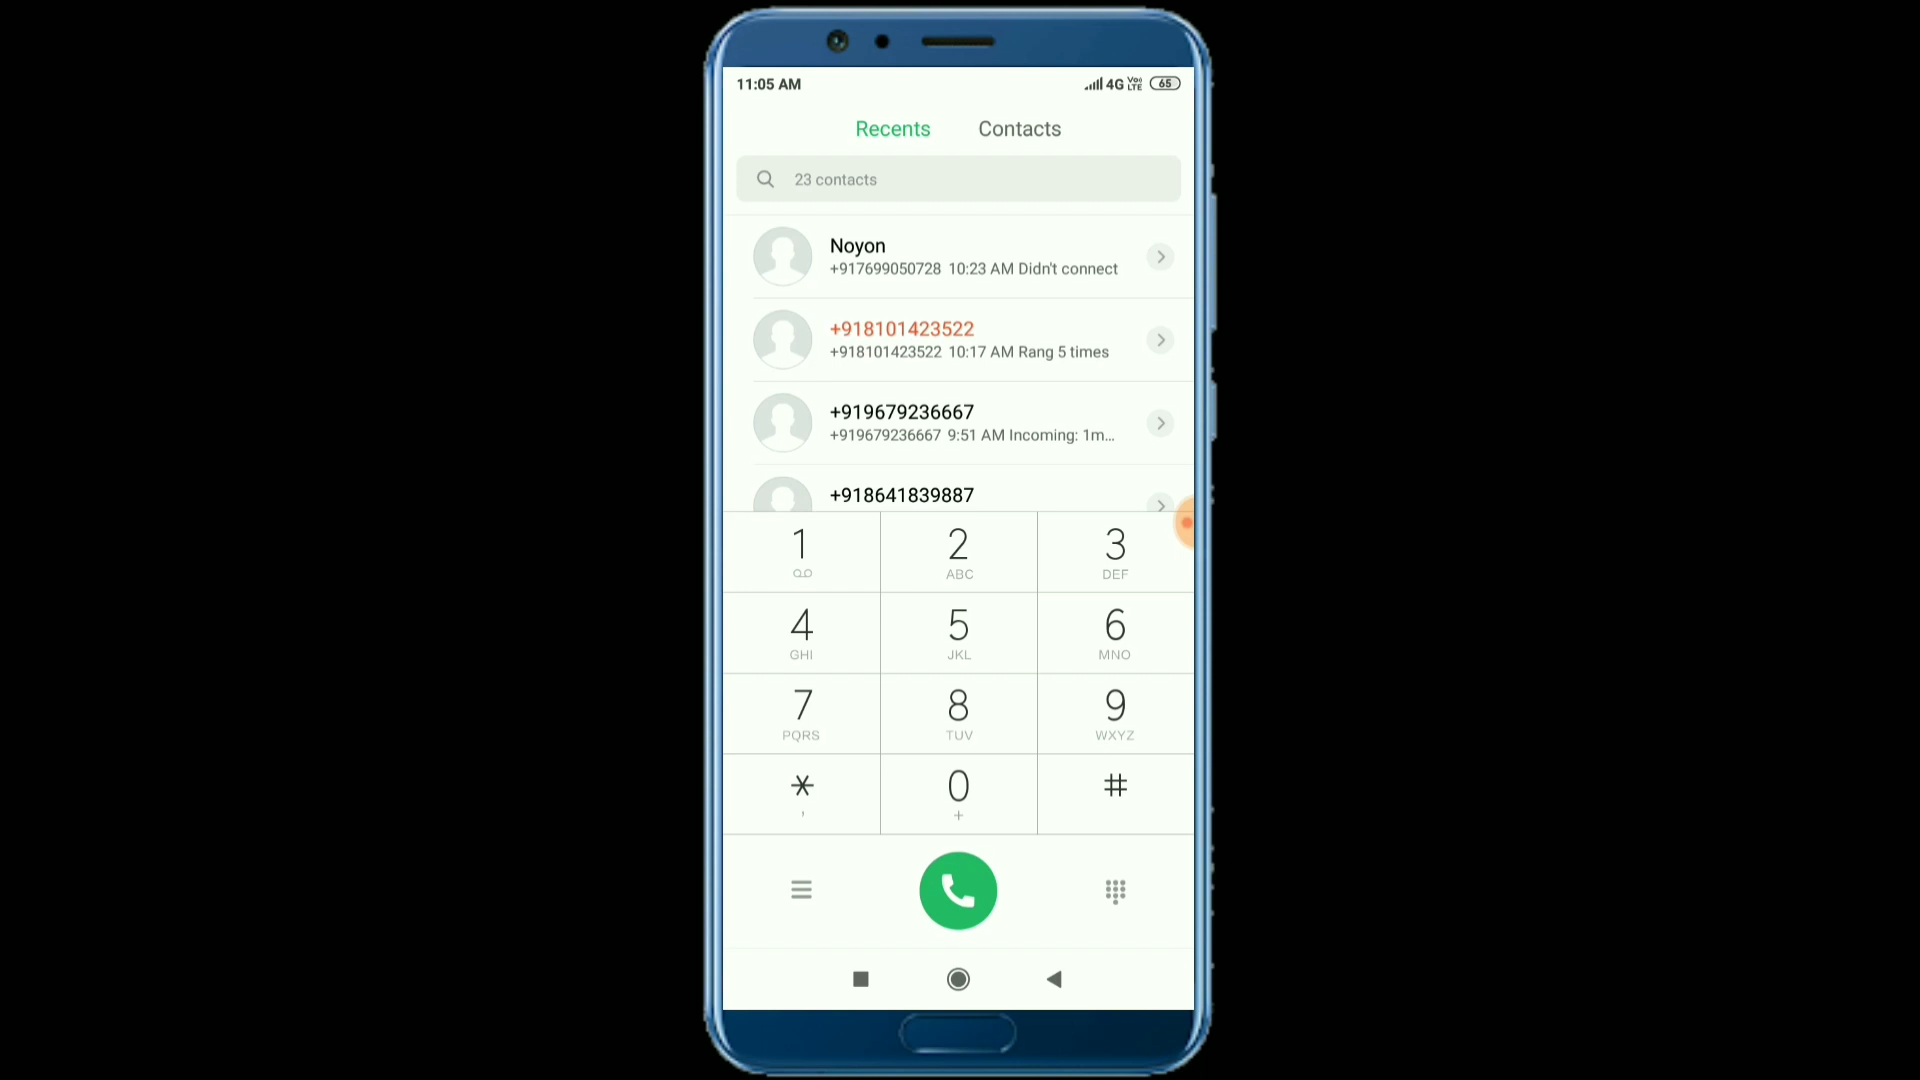 11:05 AM 4G Vo LTE 65
Recents Contacts
23 contacts
Noyon
+917699050728 10:23 AM Didn't connect
+918101423522
+918101423522 10:17 AM Rang 5 times
+919679236667
+919679236667 9:51 AM Incoming: 1m...
+918641839887
1 2 3
ABC DEF
4 5 6
GHI JKL MNO
7 8 9
PQRS TUV WXYZ
* 0 #
, +